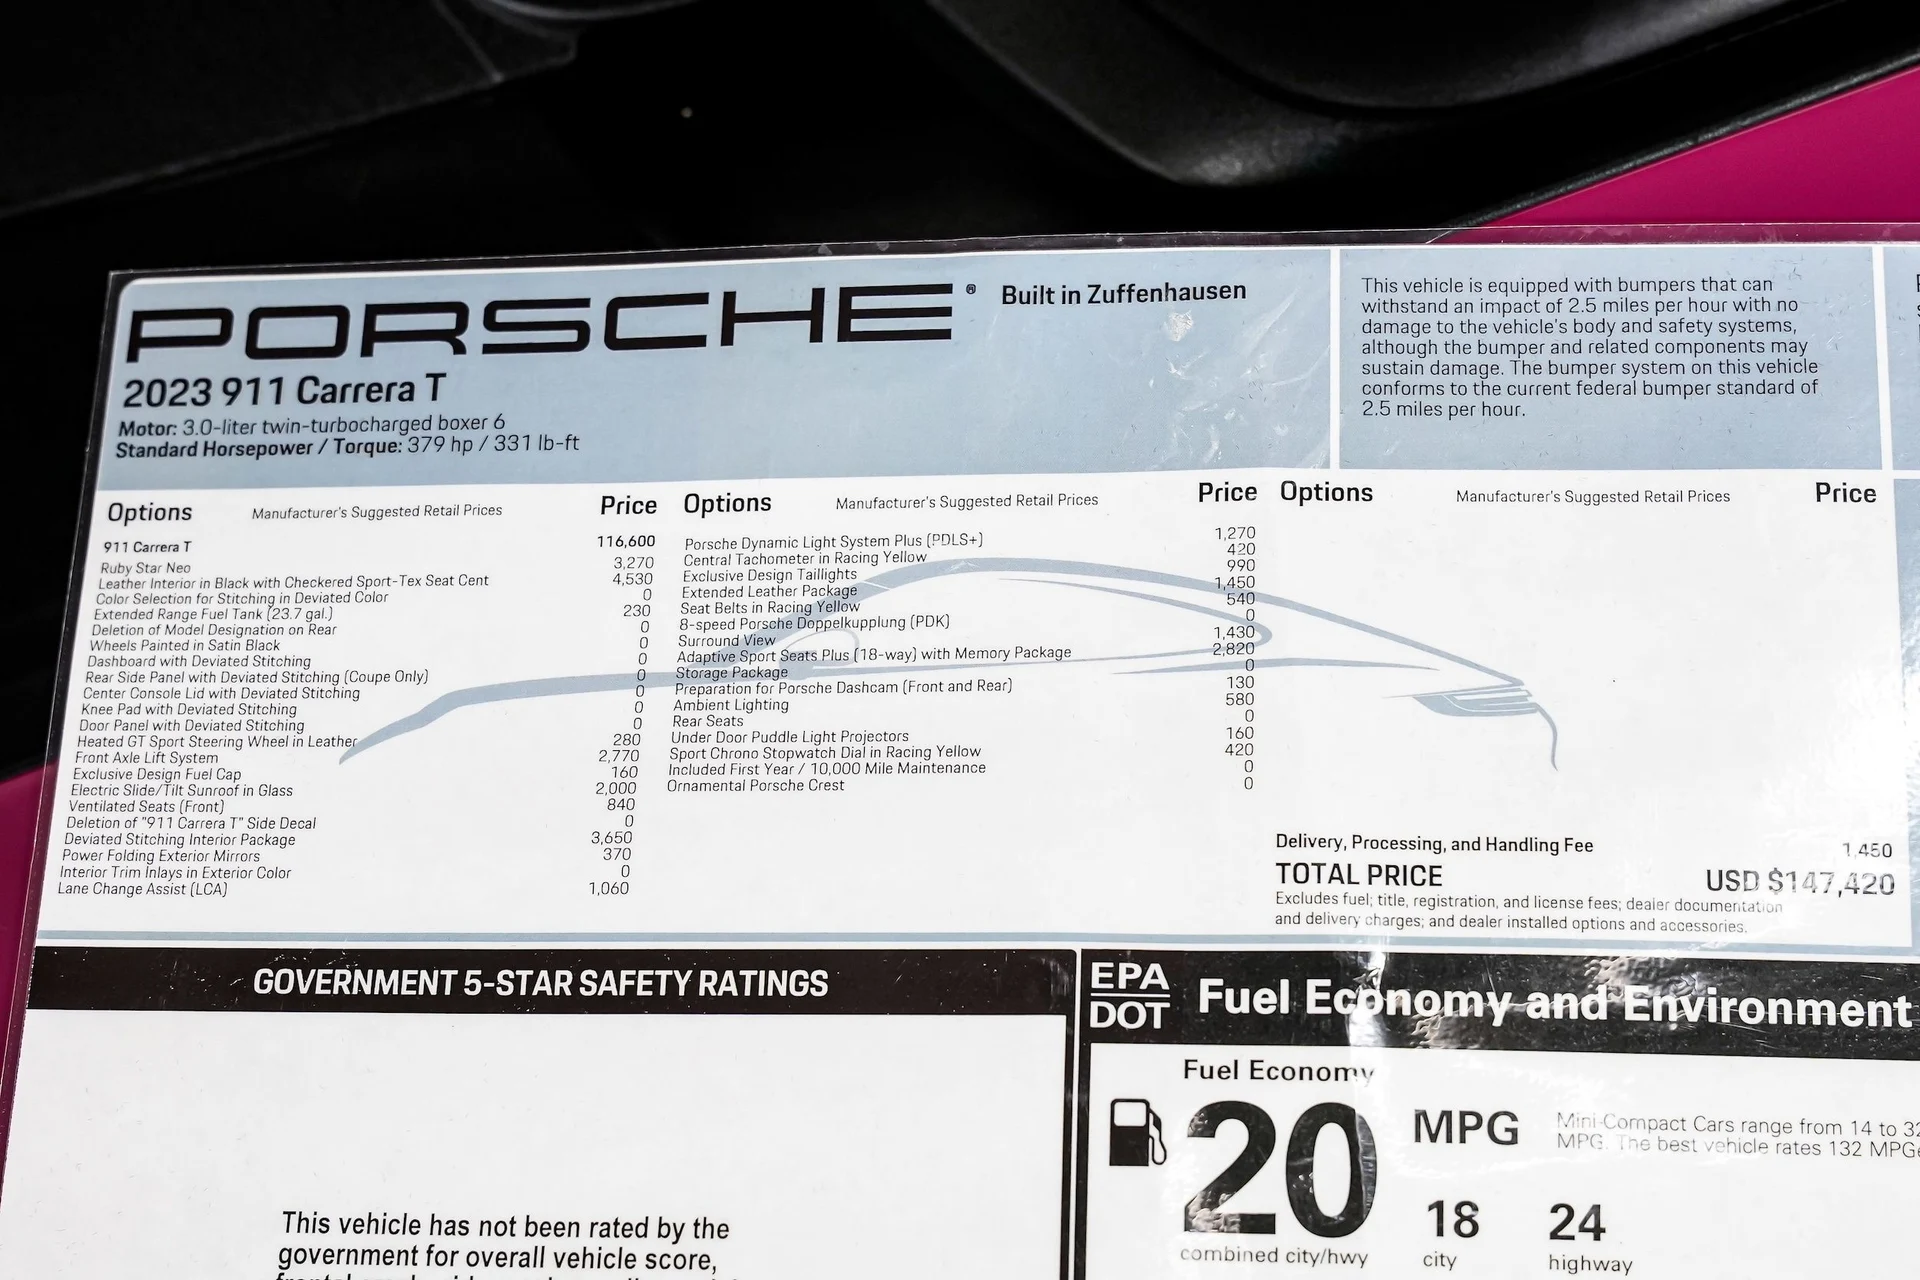 PORSCHE®
Built in Zuffenhausen
2023 911 Carrera T
Motor: 3.0-liter twin-turbocharged boxer 6
Standard Horsepower / Torque: 379 hp / 331 lb-ft
This vehicle is equipped with bumpers that can
withstand an impact of 2.5 miles per hour with no
damage to the vehicle's body and safety systems,
although the bumper and related components may
sustain damage. The bumper system on this vehicle
conforms to the current federal bumper standard of
2.5 miles per hour.
Options Manufacturer's Suggested Retail Prices Price
911 Carrera T 116,600
Ruby Star Neo 3,270
Leather Interior in Black with Checkered Sport-Tex Seat Cent 4,530
Color Selection for Stitching in Deviated Color 0
Extended Range Fuel Tank (23.7 gal.) 230
Deletion of Model Designation on Rear 0
Wheels Painted in Satin Black 0
Dashboard with Deviated Stitching 0
Rear Side Panel with Deviated Stitching (Coupe Only) 0
Center Console Lid with Deviated Stitching 0
Knee Pad with Deviated Stitching 0
Door Panel with Deviated Stitching 0
Heated GT Sport Steering Wheel in Leather 280
Front Axle Lift System 2,770
Exclusive Design Fuel Cap 160
Electric Slide/Tilt Sunroof in Glass 2,000
Ventilated Seats (Front) 840
Deletion of "911 Carrera T" Side Decal 0
Deviated Stitching Interior Package 3,650
Power Folding Exterior Mirrors 370
Interior Trim Inlays in Exterior Color 0
Lane Change Assist (LCA) 1,060
Options Manufacturer's Suggested Retail Prices Price
Porsche Dynamic Light System Plus (PDLS+) 1,270
Central Tachometer in Racing Yellow 420
Exclusive Design Taillights 990
Extended Leather Package 1,450
Seat Belts in Racing Yellow 540
8-speed Porsche Doppelkupplung (PDK) 0
Surround View 1,430
Adaptive Sport Seats Plus (18-way) with Memory Package 2,820
Storage Package 0
Preparation for Porsche Dashcam (Front and Rear) 130
Ambient Lighting 580
Rear Seats 0
Under Door Puddle Light Projectors 160
Sport Chrono Stopwatch Dial in Racing Yellow 420
Included First Year / 10,000 Mile Maintenance 0
Ornamental Porsche Crest 0
Options Manufacturer's Suggested Retail Prices Price
Delivery, Processing, and Handling Fee 1,450
TOTAL PRICE USD $147,420
Excludes fuel; title, registration, and license fees; dealer documentation
and delivery charges; and dealer installed options and accessories.
GOVERNMENT 5-STAR SAFETY RATINGS
This vehicle has not been rated by the
government for overall vehicle score,
EPA
DOT
Fuel Economy and Environment
Fuel Economy
20 MPG
combined city/hwy
18
city
24
highway
Mini-Compact Cars range from 14 to
MPG. The best vehicle rates 132